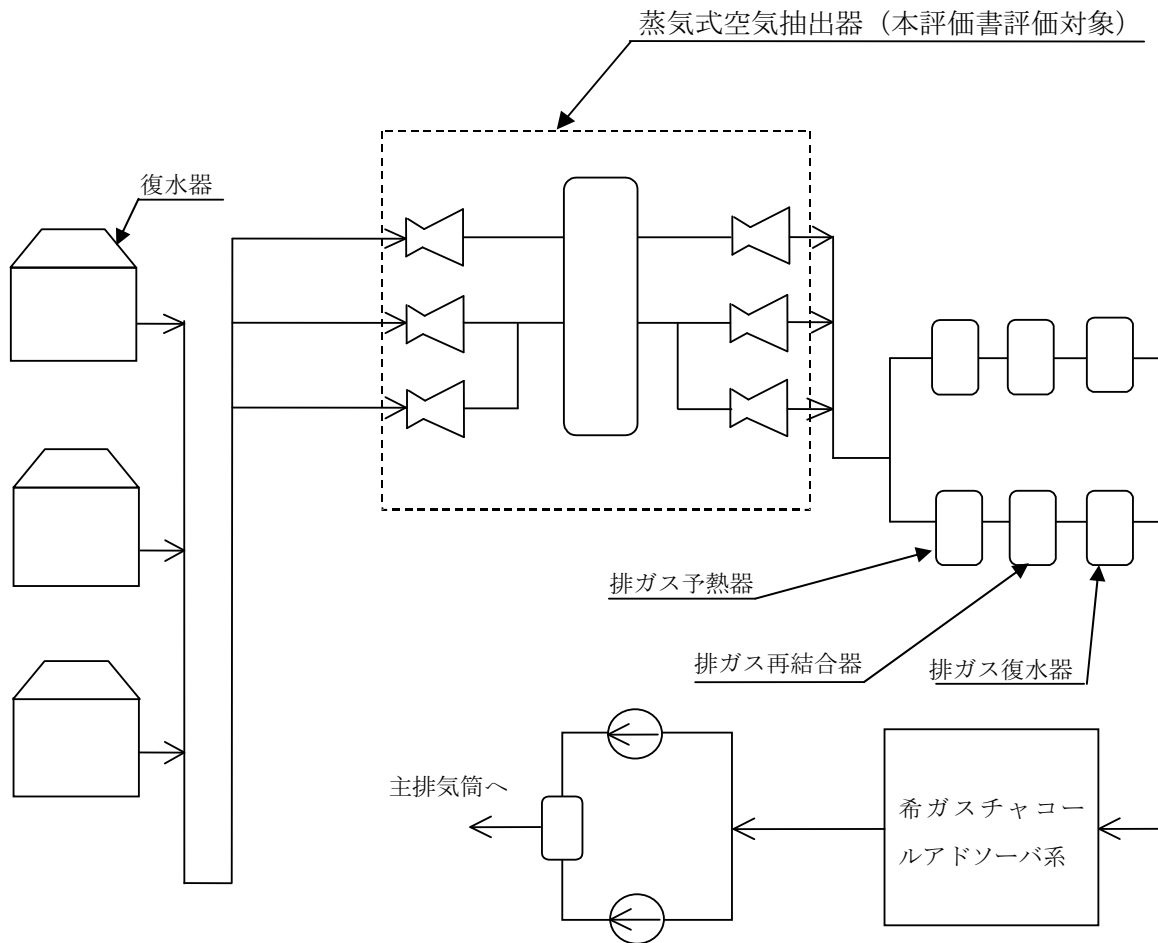 蒸気式空気抽出器（本評価書評価対象）
復水器
排ガス予熱器
排ガス再結合器
排ガス復水器
主排気筒へ
希ガスチャコー
ルアドソーバ系